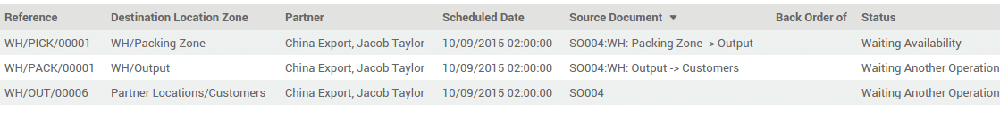 Reference Destination Location Zone Partner Scheduled Date Source Document Back Order of Status
WH/PICK/00001 WH/Packing Zone China Export, Jacob Taylor 10/09/2015 02:00:00 SO004:WH: Packing Zone -> Output Waiting Availability
WH/PACK/00001 WH/Output China Export, Jacob Taylor 10/09/2015 02:00:00 SO004:WH: Output -> Customers Waiting Another Operation
WH/OUT/00006 Partner Locations/Customers China Export, Jacob Taylor 10/09/2015 02:00:00 SO004 Waiting Another Operation